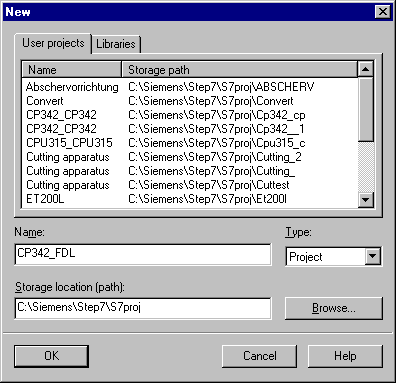 New
User projects Libraries
Name Storage path
Abschervorrichtung C:\Siemens\Step7\S7proj\ABSCHERV
Convert C:\Siemens\Step7\S7proj\Convert
CP342_CP342 C:\Siemens\Step7\S7proj\Cp342_cp
CP342_CP342 C:\Siemens\Step7\S7proj\Cp342__1
CPU315_CPU315 C:\Siemens\Step7\S7proj\Cpu315_c
Cutting apparatus C:\Siemens\Step7\S7proj\Cutting_2
Cutting apparatus C:\Siemens\Step7\S7proj\Cutting_
Cutting apparatus C:\Siemens\Step7\S7proj\Cuttest
ET200L C:\Siemens\Step7\S7proj\Et200l
Name: Type:
CP342_FDL Project
Storage location (path):
C:\Siemens\Step7\S7proj Browse...
OK Cancel Help